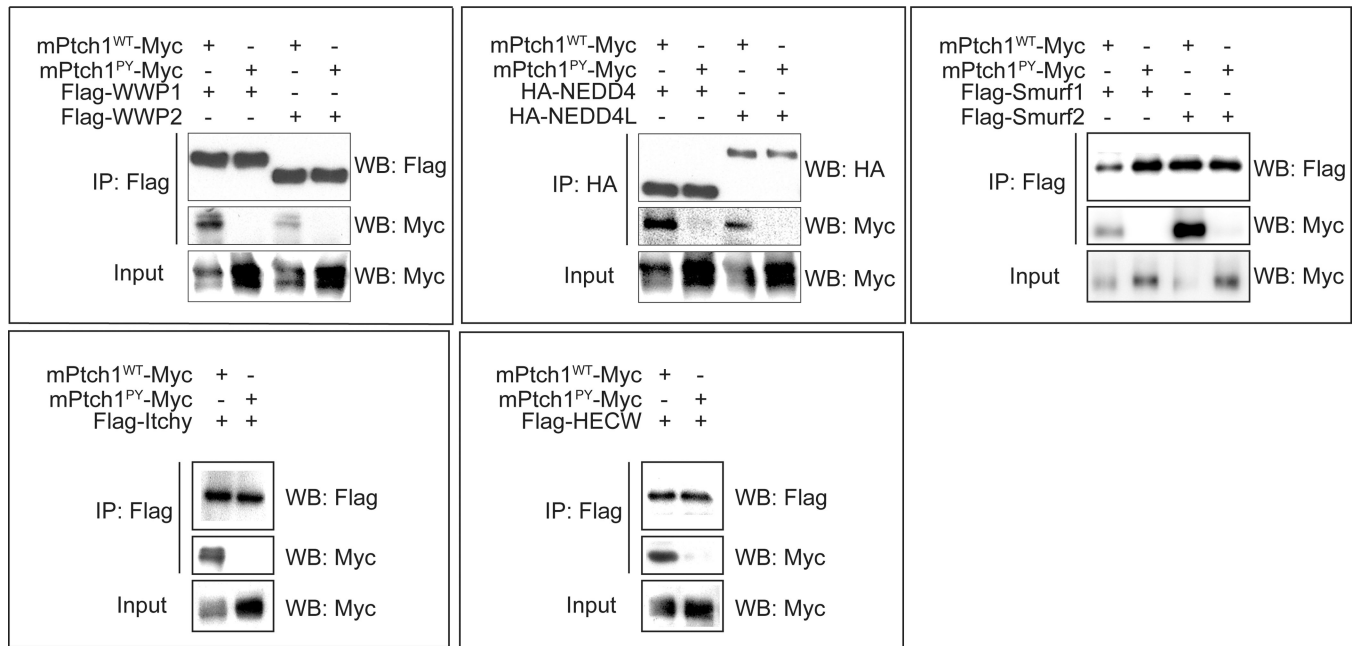 mPtch1ᵂᵀ-Myc + - + -
mPtch1ᴾʸ-Myc - + - +
Flag-WWP1 + + - -
Flag-WWP2 - - + +
IP: Flag
WB: Flag
WB: Myc
Input
WB: Myc
mPtch1ᵂᵀ-Myc + - + -
mPtch1ᴾʸ-Myc - + - +
HA-NEDD4 + + - -
HA-NEDD4L - - + +
IP: HA
WB: HA
WB: Myc
Input
WB: Myc
mPtch1ᵂᵀ-Myc + - + -
mPtch1ᴾʸ-Myc - + - +
Flag-Smurf1 + + - -
Flag-Smurf2 - - + +
IP: Flag
WB: Flag
WB: Myc
Input
WB: Myc
mPtch1ᵂᵀ-Myc + -
mPtch1ᴾʸ-Myc - +
Flag-Itchy + +
IP: Flag
WB: Flag
WB: Myc
Input
WB: Myc
mPtch1ᵂᵀ-Myc + -
mPtch1ᴾʸ-Myc - +
Flag-HECW + +
IP: Flag
WB: Flag
WB: Myc
Input
WB: Myc